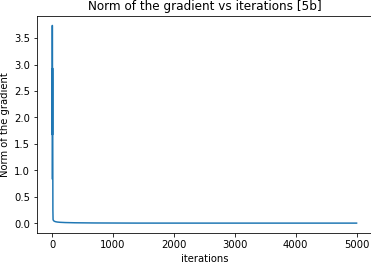 Norm of the gradient vs iterations [5b]
Norm of the gradient
3.5
3.0
2.5
2.0
1.5
1.0
0.5
0.0
0 1000 2000 3000 4000 5000
iterations